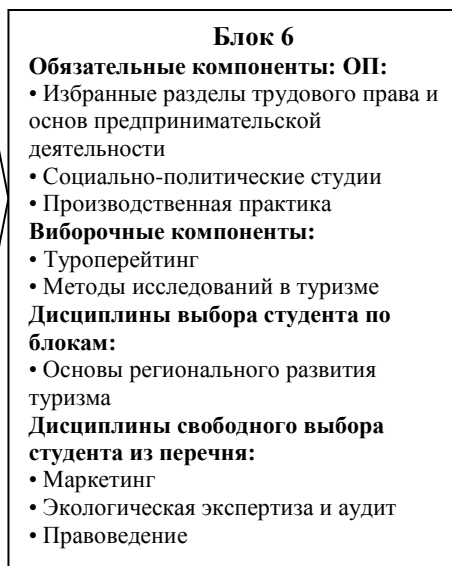 Блок 6
Обязательные компоненты: ОП:
• Избранные разделы трудового права и
основ предпринимательской
деятельности
• Социально-политические студии
• Производственная практика
Виборочные компоненты:
• Туроперейтинг
• Методы исследований в туризме
Дисциплины выбора студента по
блокам:
• Основы регионального развития
туризма
Дисциплины свободного выбора
студента из перечня:
• Маркетинг
• Экологическая экспертиза и аудит
• Правоведение